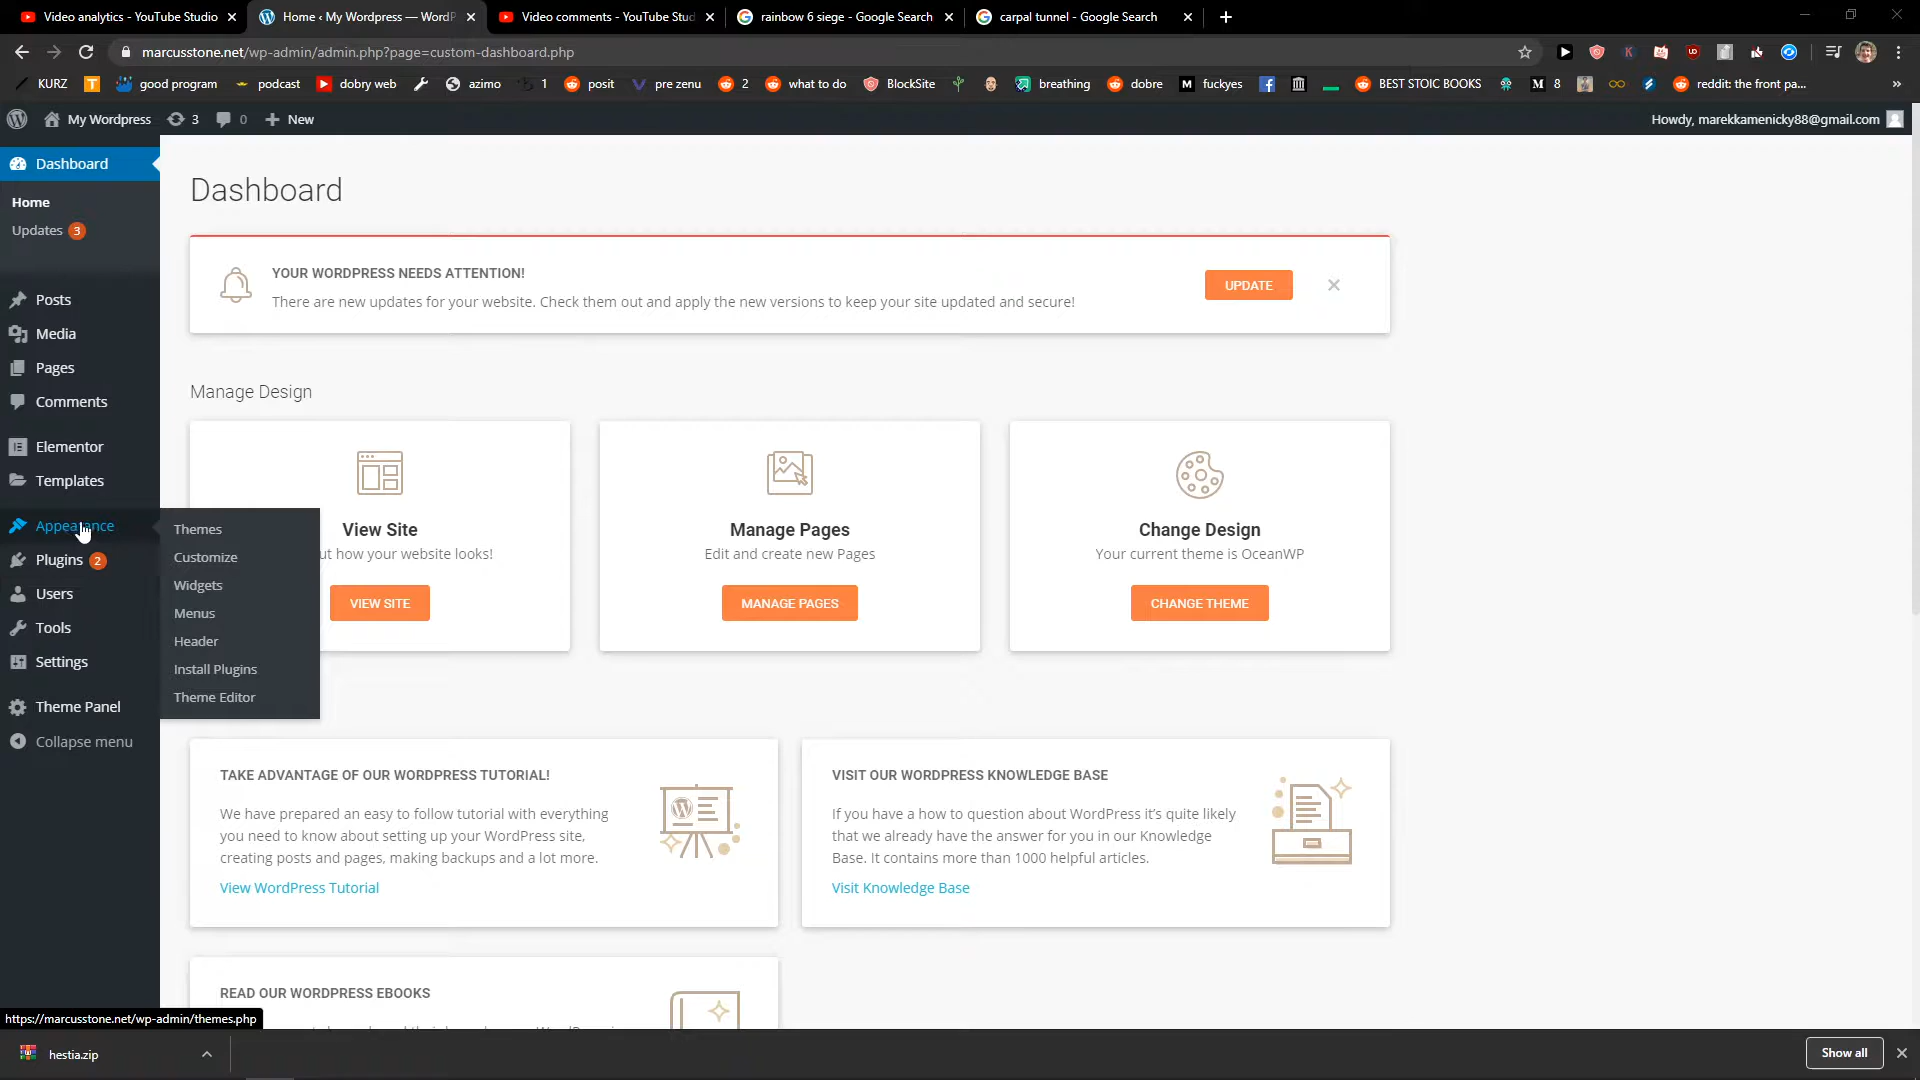 Video analytics - YouTube Studio
Home ‹ My Wordpress — WordP
Video comments - YouTube Stud
rainbow 6 siege - Google Search
carpal tunnel - Google Search
marcusstone.net/wp-admin/admin.php?page=custom-dashboard.php
KURZ
good program
podcast
dobry web
azimo
1
posit
pre zenu
2
what to do
BlockSite
breathing
dobre
fuckyes
BEST STOIC BOOKS
8
reddit: the front pa...
My Wordpress
3
0
New
Howdy, marekkamenicky88@gmail.com
Dashboard
Home
Updates 3
Posts
Media
Pages
Comments
Elementor
Templates
Appearance
Plugins 2
Users
Tools
Settings
Theme Panel
Collapse menu
Themes
Customize
Widgets
Menus
Header
Install Plugins
Theme Editor
Dashboard
YOUR WORDPRESS NEEDS ATTENTION!
There are new updates for your website. Check them out and apply the new versions to keep your site updated and secure!
UPDATE
Manage Design
View Site
ut how your website looks!
VIEW SITE
Manage Pages
Edit and create new Pages
MANAGE PAGES
Change Design
Your current theme is OceanWP
CHANGE THEME
TAKE ADVANTAGE OF OUR WORDPRESS TUTORIAL!
We have prepared an easy to follow tutorial with everything
you need to know about setting up your WordPress site,
creating posts and pages, making backups and a lot more.
View WordPress Tutorial
VISIT OUR WORDPRESS KNOWLEDGE BASE
If you have a how to question about WordPress it's quite likely
that we already have the answer for you in our Knowledge
Base. It contains more than 1000 helpful articles.
Visit Knowledge Base
READ OUR WORDPRESS EBOOKS
https://marcusstone.net/wp-admin/themes.php
hestia.zip
Show all